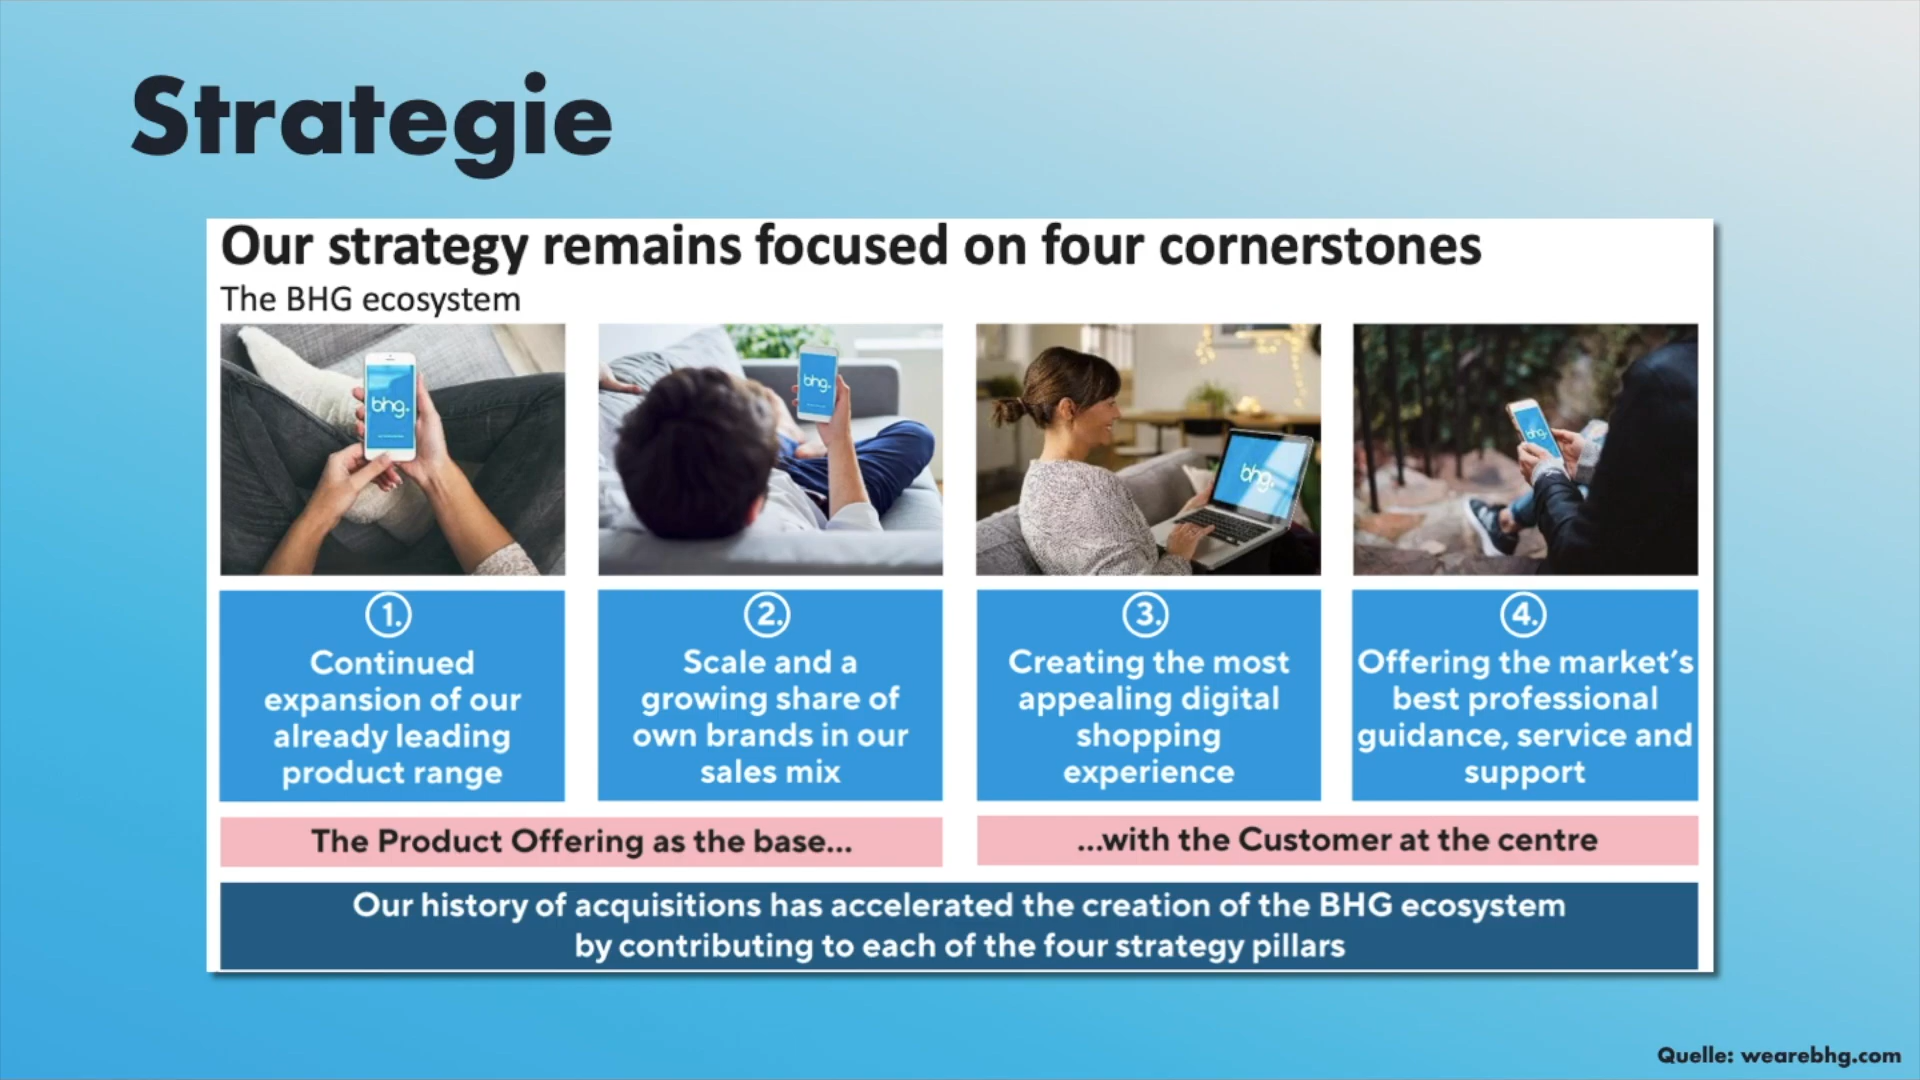 Strategie
Our strategy remains focused on four cornerstones
The BHG ecosystem
bhg.
bhg.
bhg.
bhg.
1.
Continued
expansion of our
already leading
product range
2.
Scale and a
growing share of
own brands in our
sales mix
3.
Creating the most
appealing digital
shopping
experience
4.
Offering the market's
best professional
guidance, service and
support
The Product Offering as the base...
...with the Customer at the centre
Our history of acquisitions has accelerated the creation of the BHG ecosystem
by contributing to each of the four strategy pillars
Quelle: wearebhg.com